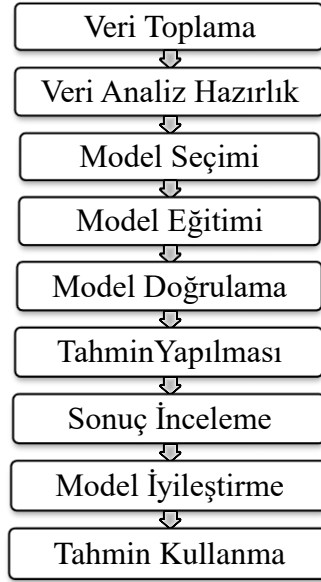 Veri Toplama
Veri Analiz Hazırlık
Model Seçimi
Model Eğitimi
Model Doğrulama
TahminYapılması
Sonuç İnceleme
Model İyileştirme
Tahmin Kullanma